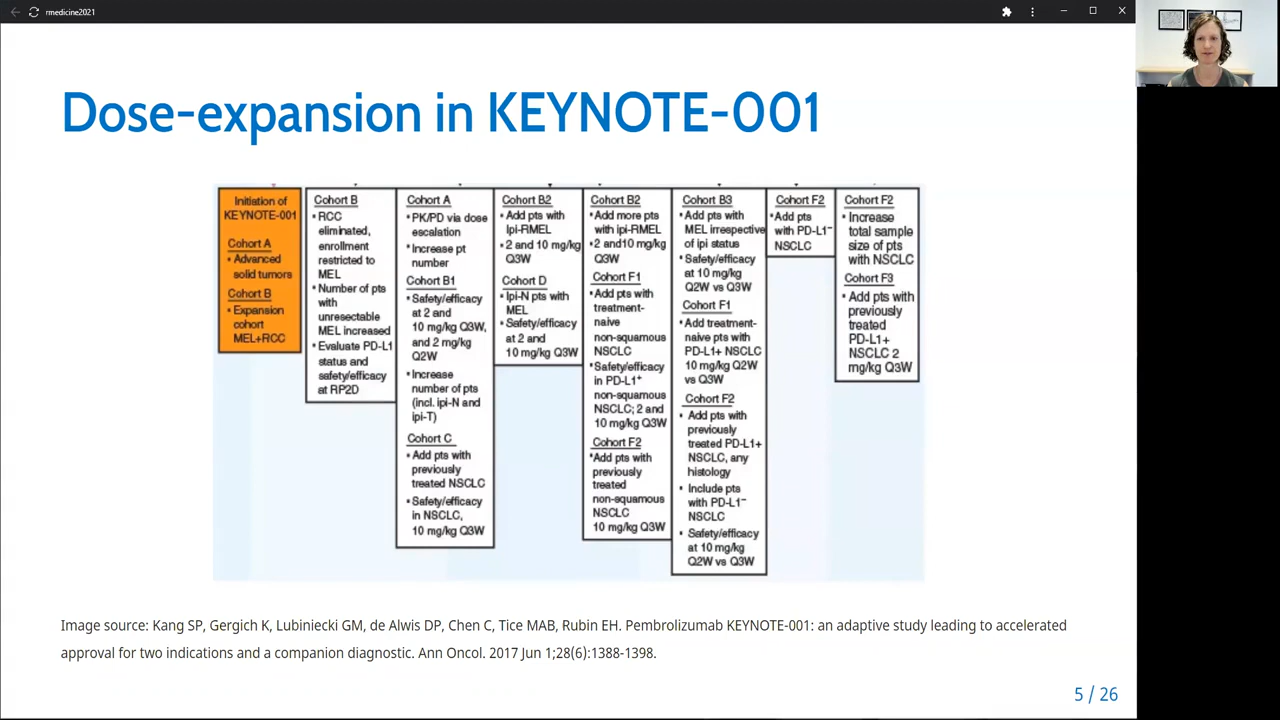 rmedicine2021
Dose-expansion in KEYNOTE-001
Initiation of
KEYNOTE-001
Cohort A
• Advanced
solid tumors
Cohort B
• Expansion
cohort
MEL+RCC
Cohort B
• RCC
eliminated,
enrollment
restricted to
MEL
• Number of pts
with
unresectable
MEL increased
• Evaluate PD-L1
status and
safety/efficacy
at RP2D
Cohort A
• PK/PD via dose
escalation
• Increase pt
number
Cohort B1
• Safety/efficacy
at 2 and
10 mg/kg Q3W,
and 2 mg/kg
Q2W
• Increase
number of pts
(incl. ipi-N and
ipi-T)
Cohort C
• Add pts with
previously
treated NSCLC
• Safety/efficacy
in NSCLC,
10 mg/kg Q3W
Cohort B2
• Add pts with
Ipi-RMEL
• 2 and 10 mg/kg
Q3W
Cohort D
• Ipi-N pts with
MEL
• Safety/efficacy
at 2 and
10 mg/kg Q3W
Cohort B2
• Add more pts
with ipi-RMEL
• 2 and10 mg/kg
Q3W
Cohort F1
• Add pts with
treatment-
naive
non-squamous
NSCLC
• Safety/efficacy
in PD-L1+
non-squamous
NSCLC; 2 and
10 mg/kg Q3W
Cohort F2
• Add pts with
previously
treated
non-squamous
NSCLC
10 mg/kg Q3W
Cohort B3
• Add pts with
MEL irrespective
of ipi status
• Safety/efficacy
at 10 mg/kg
Q2W vs Q3W
Cohort F1
• Add treatment-
naive pts with
PD-L1+ NSCLC
10 mg/kg Q2W
vs Q3W
Cohort F2
• Add pts with
previously
treated PD-L1+
NSCLC, any
histology
• Include pts
with PD-L1−
NSCLC
• Safety/efficacy
at 10 mg/kg
Q2W vs Q3W
Cohort F2
• Add pts
with PD-L1−
NSCLC
Cohort F2
• Increase
total sample
size of pts
with NSCLC
Cohort F3
• Add pts with
previously
treated
PD-L1+
NSCLC 2
mg/kg Q3W
Image source: Kang SP, Gergich K, Lubiniecki GM, de Alwis DP, Chen C, Tice MAB, Rubin EH. Pembrolizumab KEYNOTE-001: an adaptive study leading to accelerated
approval for two indications and a companion diagnostic. Ann Oncol. 2017 Jun 1;28(6):1388-1398.
5 / 26